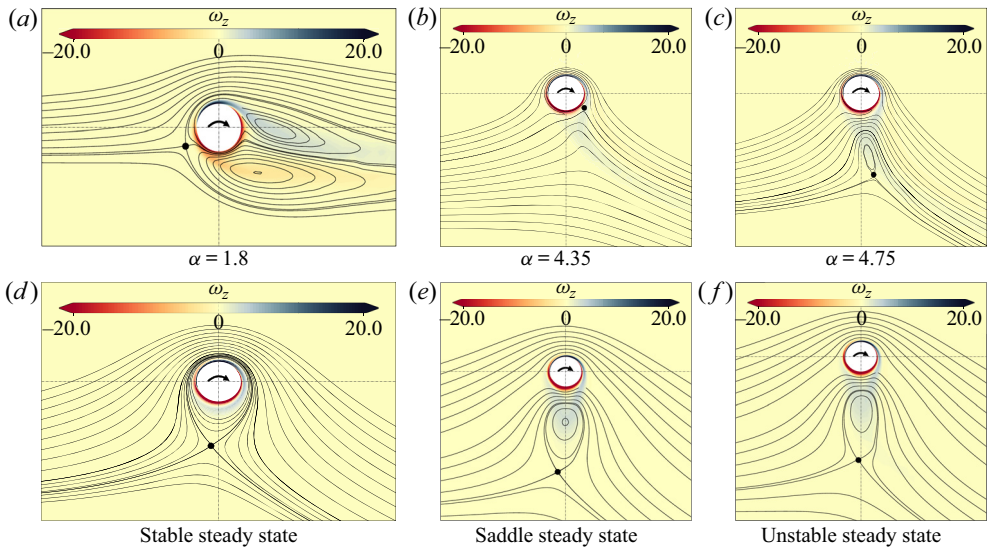 (a) ω_z (b) ω_z (c) ω_z
−20.0 0 20.0 −20.0 0 20.0 −20.0 0 20.0
α = 1.8 α = 4.35 α = 4.75
(d) ω_z (e) ω_z (f) ω_z
−20.0 0 20.0 −20.0 0 20.0 −20.0 0 20.0
Stable steady state Saddle steady state Unstable steady state